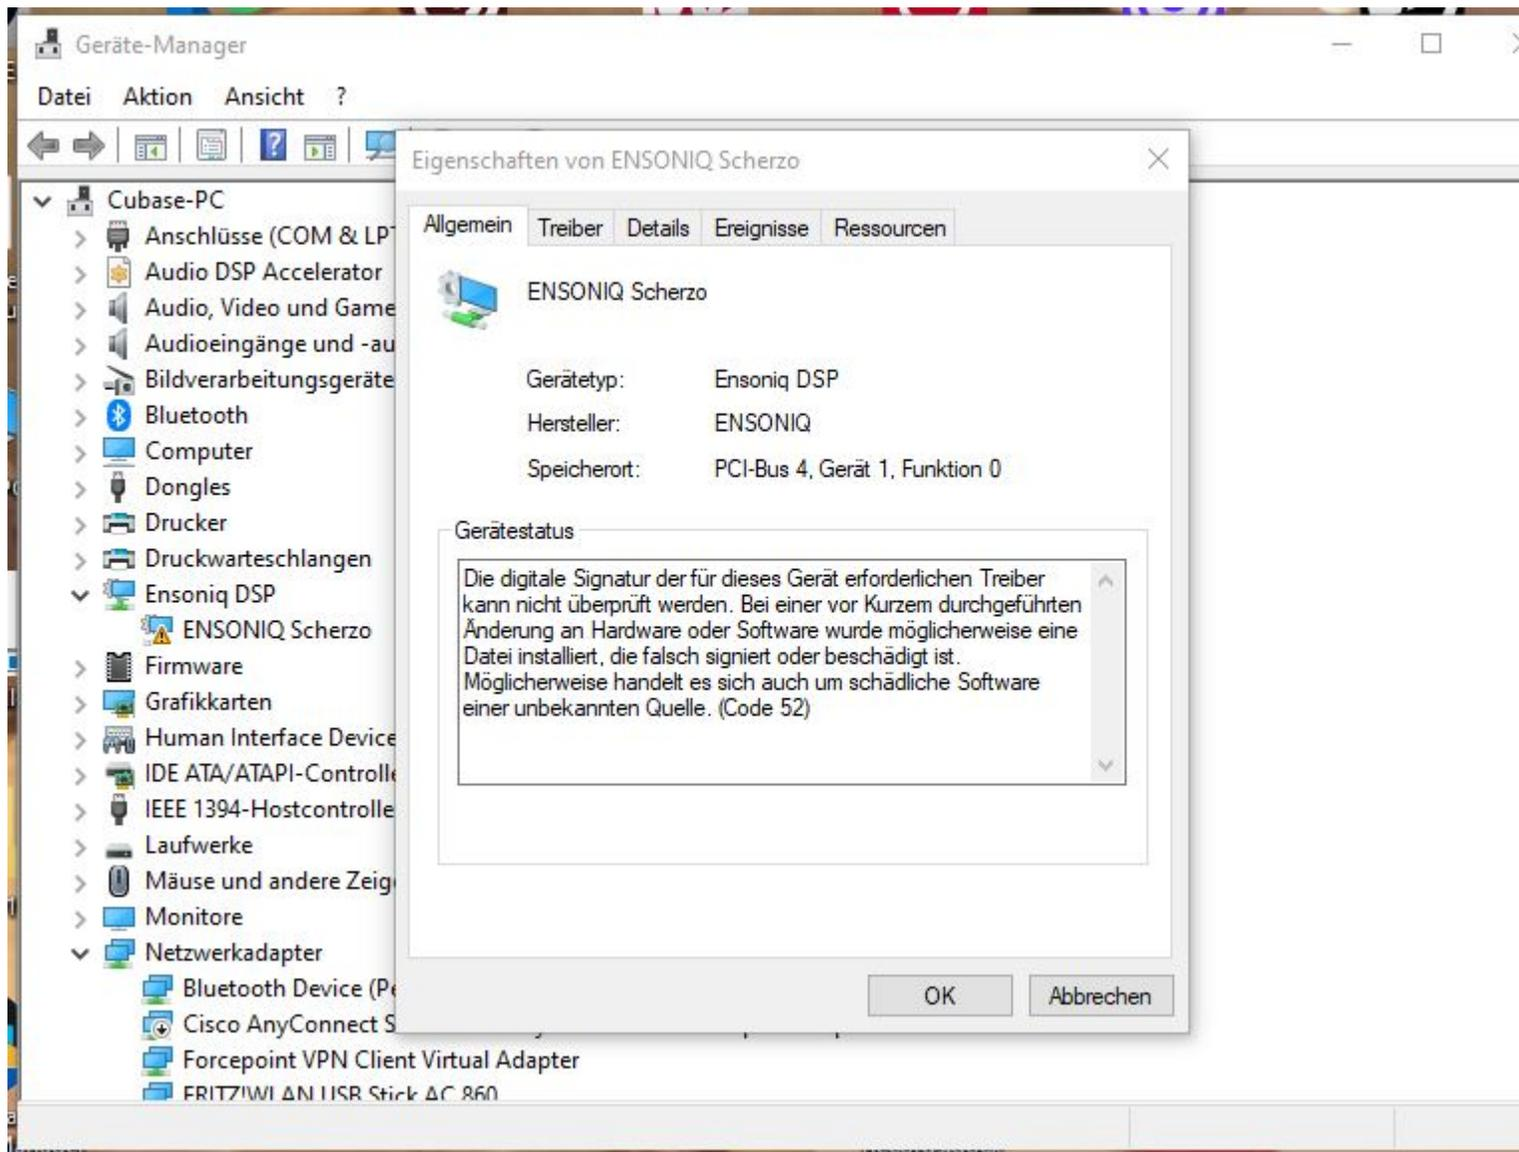 Geräte-Manager
Datei Aktion Ansicht ?
Eigenschaften von ENSONIQ Scherzo
Allgemein Treiber Details Ereignisse Ressourcen
ENSONIQ Scherzo
Gerätetyp: Ensoniq DSP
Hersteller: ENSONIQ
Speicherort: PCI-Bus 4, Gerät 1, Funktion 0
Gerätestatus
Die digitale Signatur der für dieses Gerät erforderlichen Treiber
kann nicht überprüft werden. Bei einer vor Kurzem durchgeführten
Änderung an Hardware oder Software wurde möglicherweise eine
Datei installiert, die falsch signiert oder beschädigt ist.
Möglicherweise handelt es sich auch um schädliche Software
einer unbekannten Quelle. (Code 52)
OK Abbrechen
Cubase-PC
Anschlüsse (COM & LPT
Audio DSP Accelerator
Audio, Video und Game
Audioeingänge und -au
Bildverarbeitungsgeräte
Bluetooth
Computer
Dongles
Drucker
Druckwarteschlangen
Ensoniq DSP
ENSONIQ Scherzo
Firmware
Grafikkarten
Human Interface Device
IDE ATA/ATAPI-Controlle
IEEE 1394-Hostcontrolle
Laufwerke
Mäuse und andere Zeig
Monitore
Netzwerkadapter
Bluetooth Device (Pe
Cisco AnyConnect S
Forcepoint VPN Client Virtual Adapter
FRITZ!WLAN USB Stick AC 860